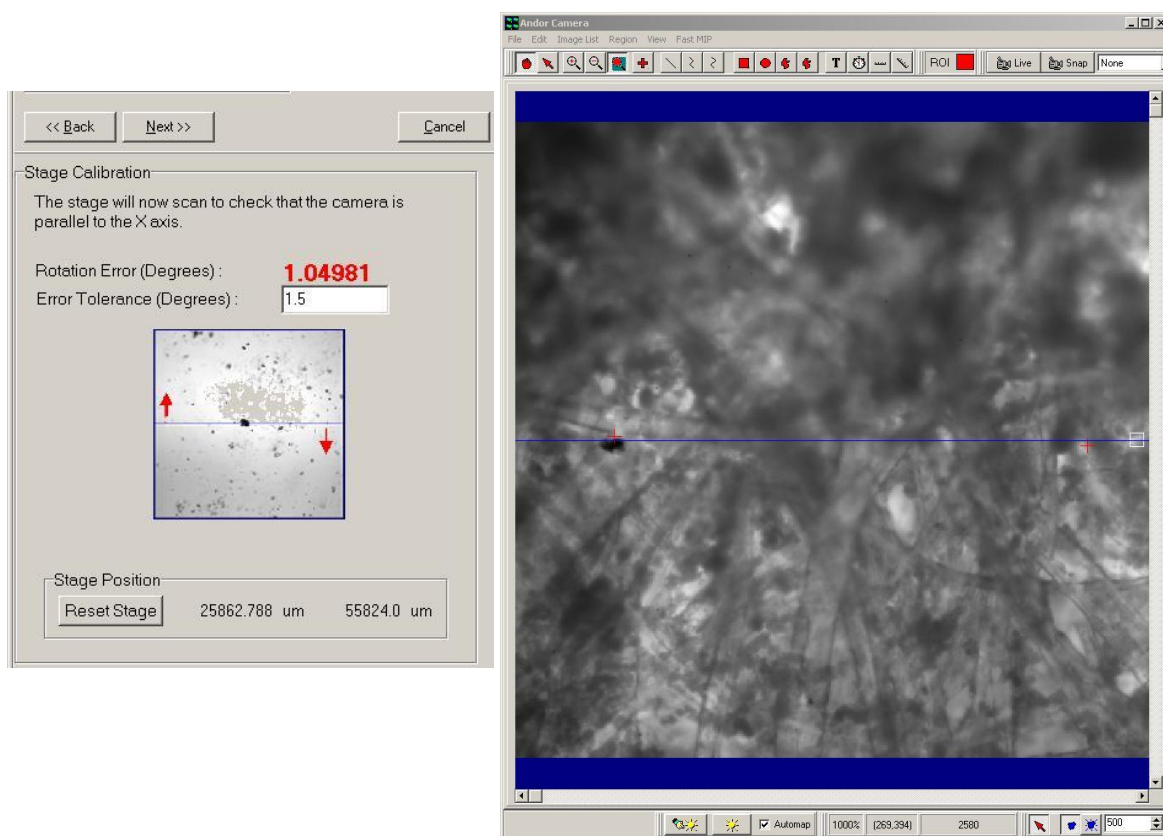 << Back Next >> Cancel
Stage Calibration
The stage will now scan to check that the camera is
parallel to the X axis.
Rotation Error (Degrees) : 1.04981
Error Tolerance (Degrees) : 1.5
Stage Position
Reset Stage 25862.788 um 55824.0 um
Andor Camera
File Edit Image List Region View Fast MIP
T ROI Live Snap None
Automap 1000% (269,394) 2580 500